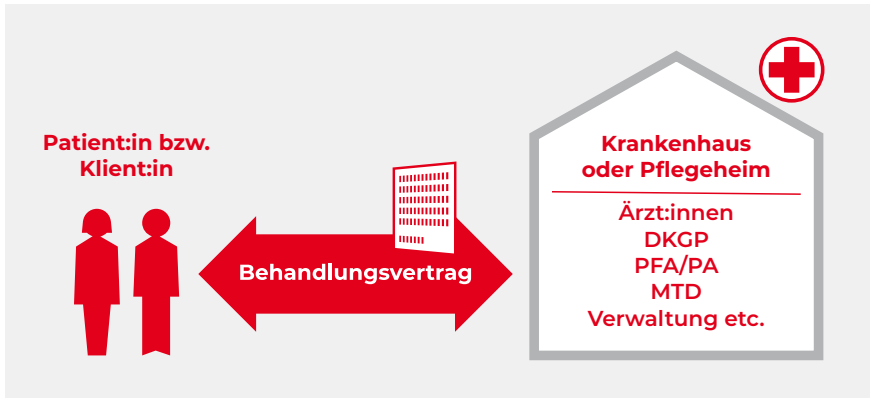 Patient:in bzw.
Klient:in
Behandlungsvertrag
Krankenhaus
oder Pflegeheim
Ärzt:innen
DKGP
PFA/PA
MTD
Verwaltung etc.